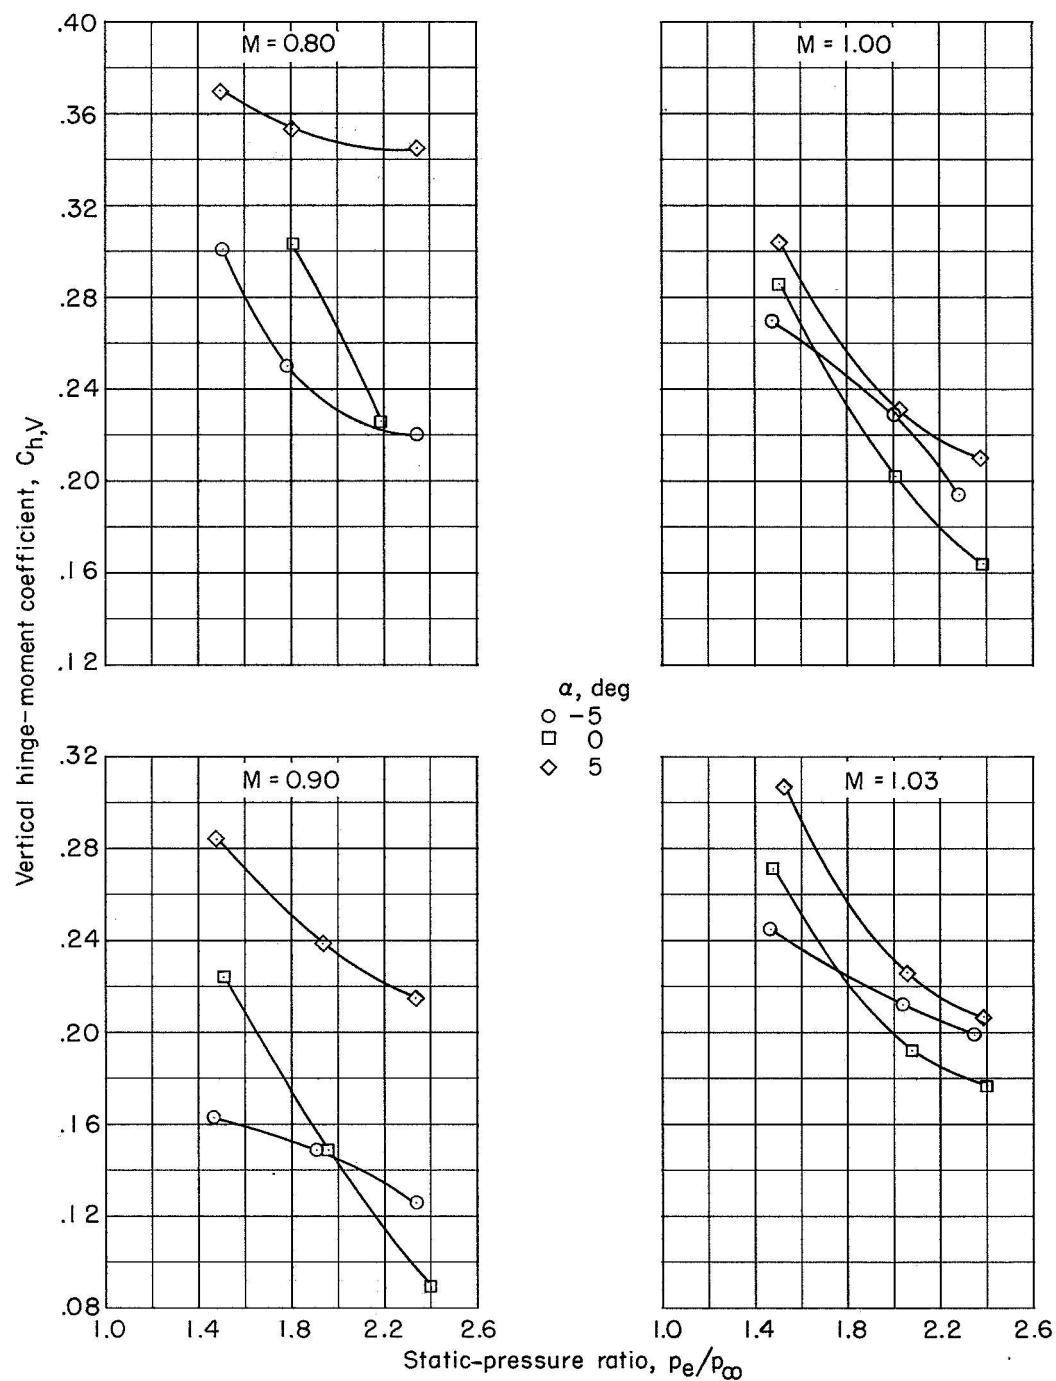 .40
M = 0.80
M = 1.00
.36
.32
.28
.24
.20
.16
.12
Vertical hinge-moment coefficient, C_h,V
α, deg
○ -5
□ 0
◇ 5
.32
M = 0.90
M = 1.03
.28
.24
.20
.16
.12
.08
1.0 1.4 1.8 2.2 2.6
1.0 1.4 1.8 2.2 2.6
Static-pressure ratio, p_e/p_∞